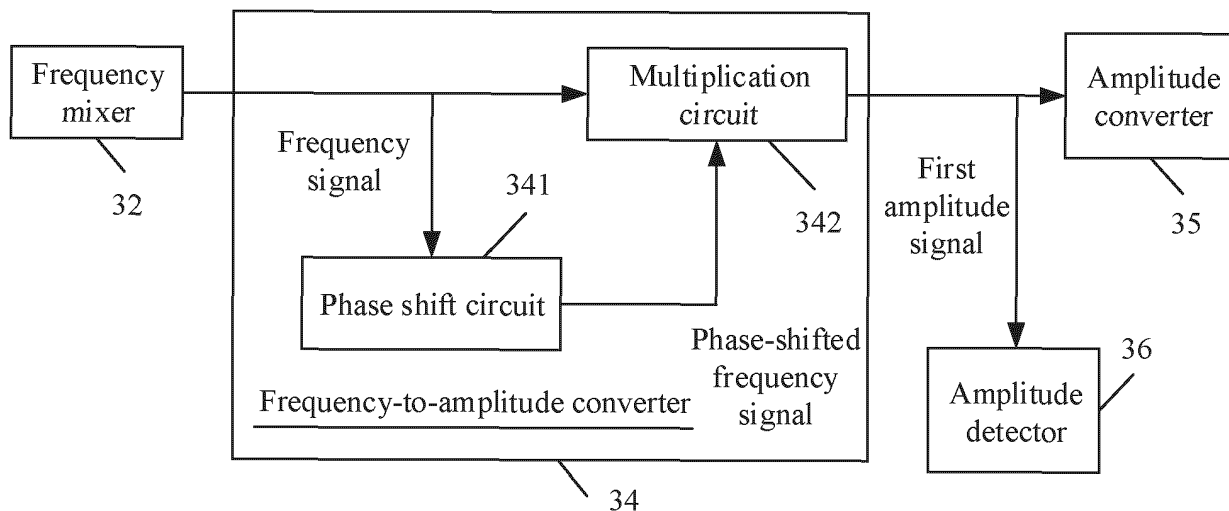 Frequency
mixer
32
Frequency
signal
341
Phase shift circuit
Multiplication
circuit
342
Phase-shifted
frequency
signal
Frequency-to-amplitude converter
34
First
amplitude
signal
Amplitude
converter
35
36
Amplitude
detector